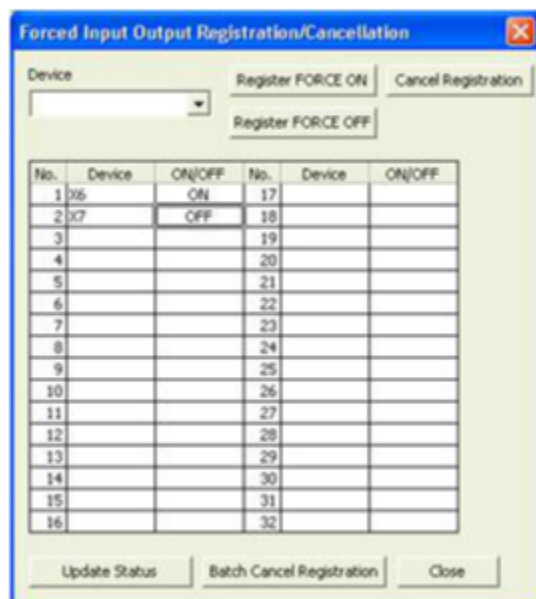 Forced Input Output Registration/Cancellation
Device
Register FORCE ON Cancel Registration
Register FORCE OFF
No. Device ON/OFF No. Device ON/OFF
1 X6 ON 17
2 X7 OFF 18
3 19
4 20
5 21
6 22
7 23
8 24
9 25
10 26
11 27
12 28
13 29
14 30
15 31
16 32
Update Status Batch Cancel Registration Close